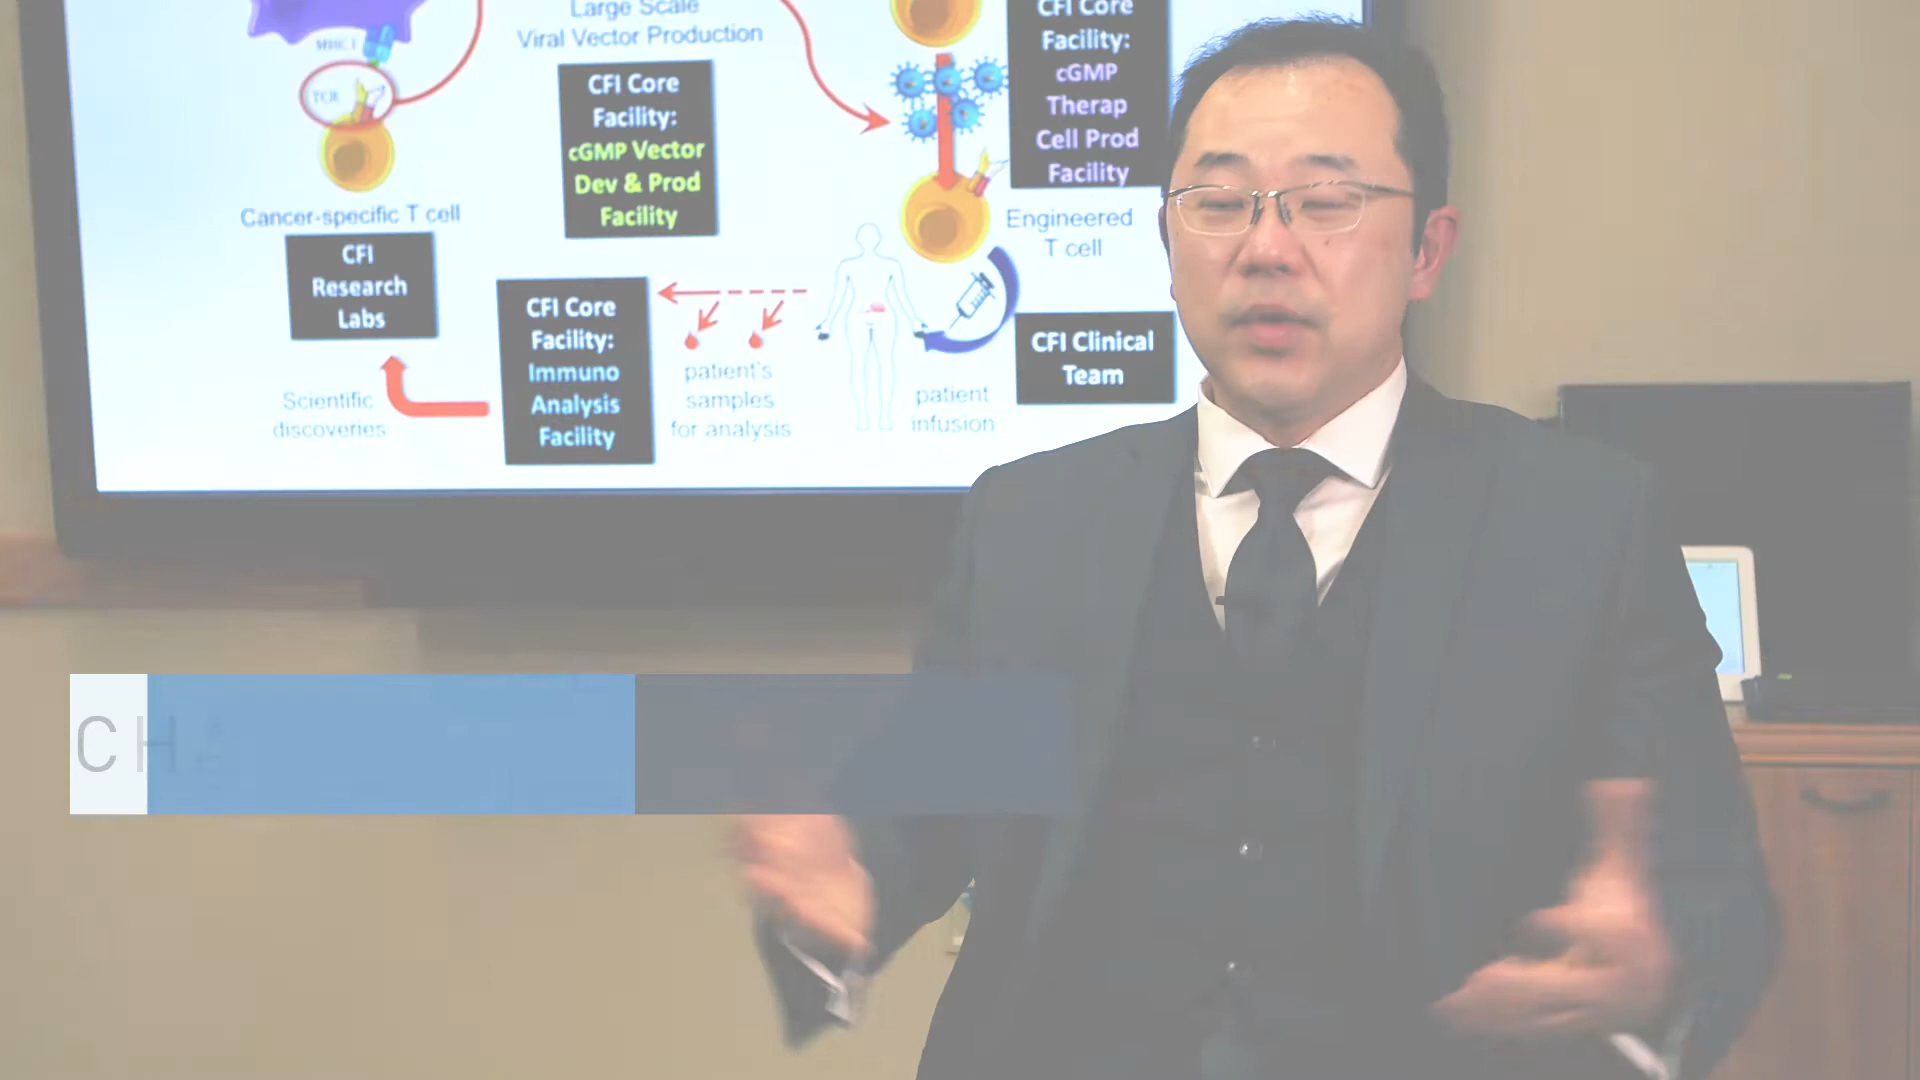 Large Scale
Viral Vector Production
MHC I
TCR
Cancer-specific T cell
CFI
Research
Labs
CFI Core
Facility:
cGMP Vector
Dev & Prod
Facility
CFI Core
Facility:
cGMP
Therap
Cell Prod
Facility
Engineered
T cell
CFI Clinical
Team
patient
infusion
patient's
samples
for analysis
CFI Core
Facility:
Immuno
Analysis
Facility
Scientific
discoveries
CH